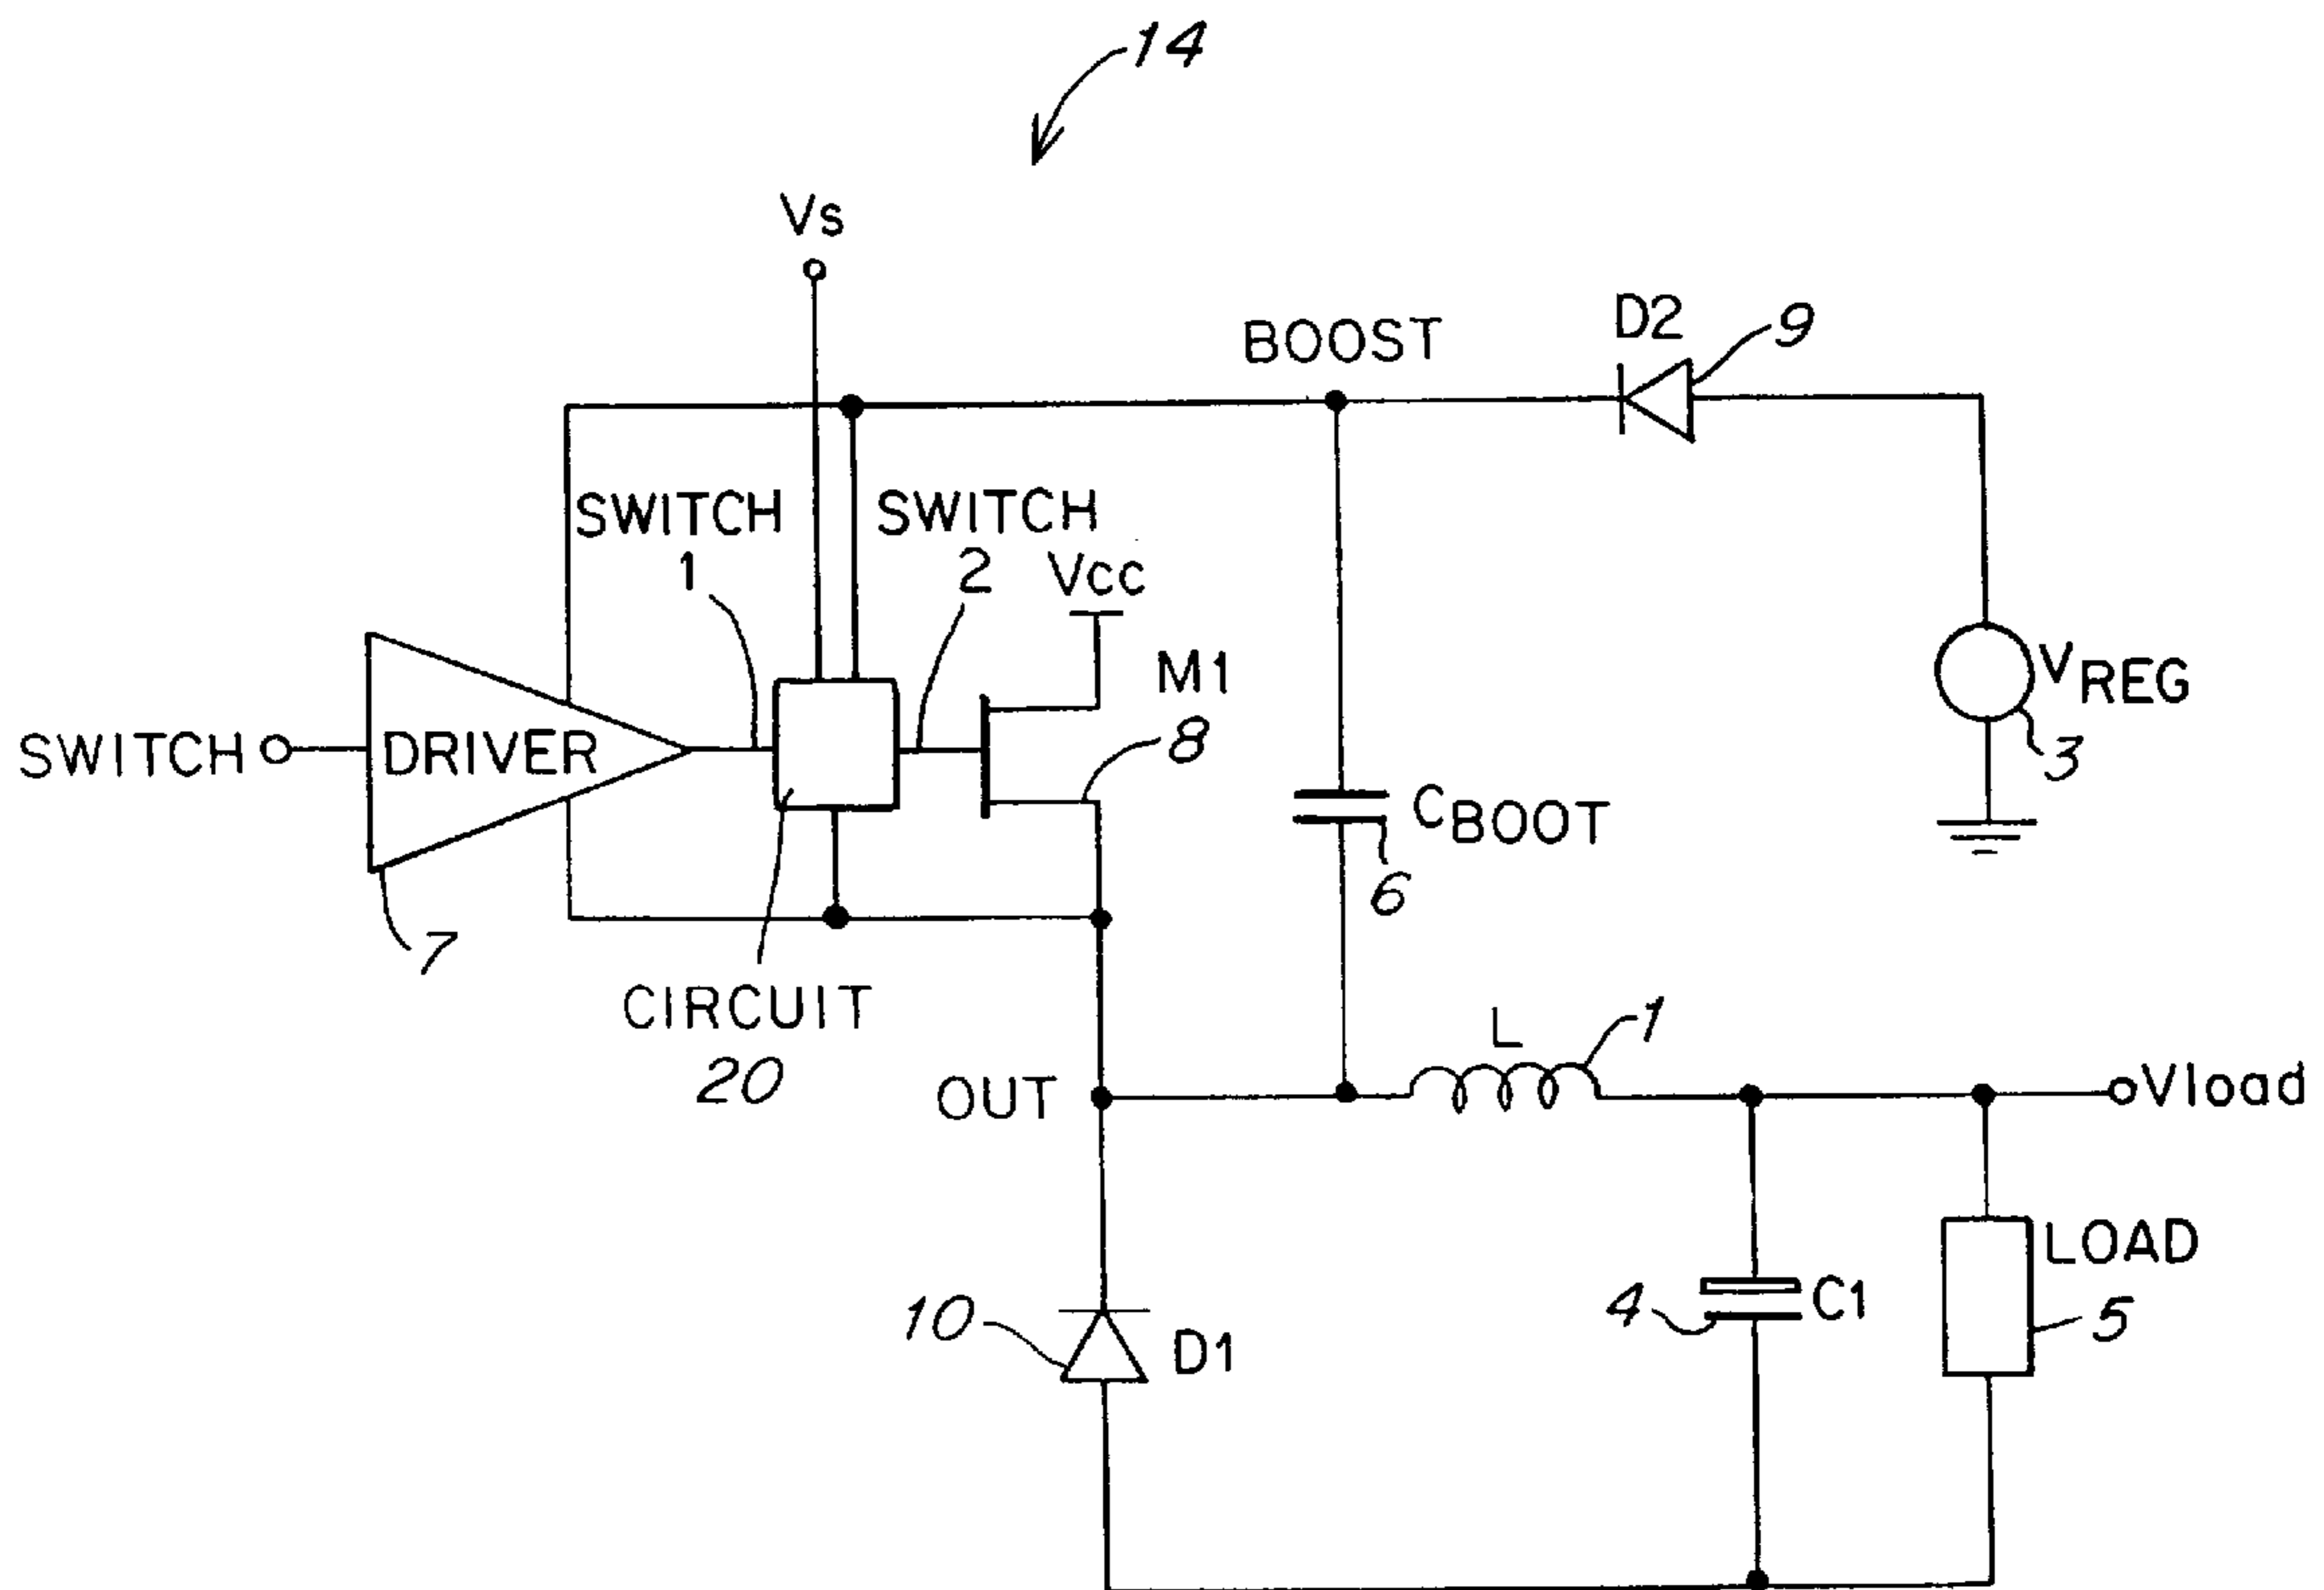 14
Vs
D2
9
BOOST
SWITCH
1
SWITCH
2
Vcc
M1
8
VREG
3
SWITCH
DRIVER
CBOOT
6
7
CIRCUIT
20
L
1
OUT
Vload
LOAD
10
D1
4
C1
5